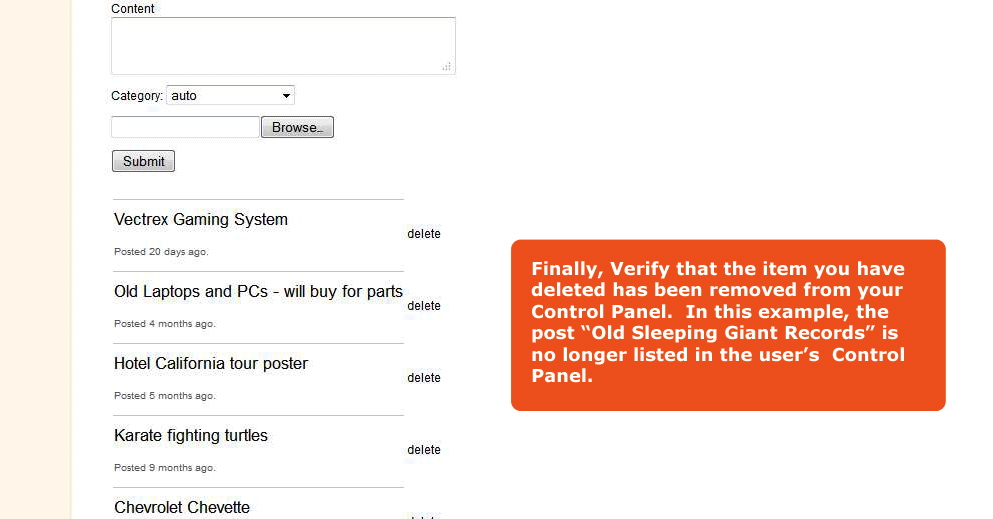 Content
Category: auto
Browse...
Submit
Vectrex Gaming System
delete
Posted 20 days ago.
Old Laptops and PCs - will buy for parts
delete
Posted 4 months ago.
Hotel California tour poster
delete
Posted 5 months ago.
Karate fighting turtles
delete
Posted 9 months ago.
Chevrolet Chevette
Finally, Verify that the item you have
deleted has been removed from your
Control Panel.  In this example, the
post “Old Sleeping Giant Records” is
no longer listed in the user’s  Control
Panel.